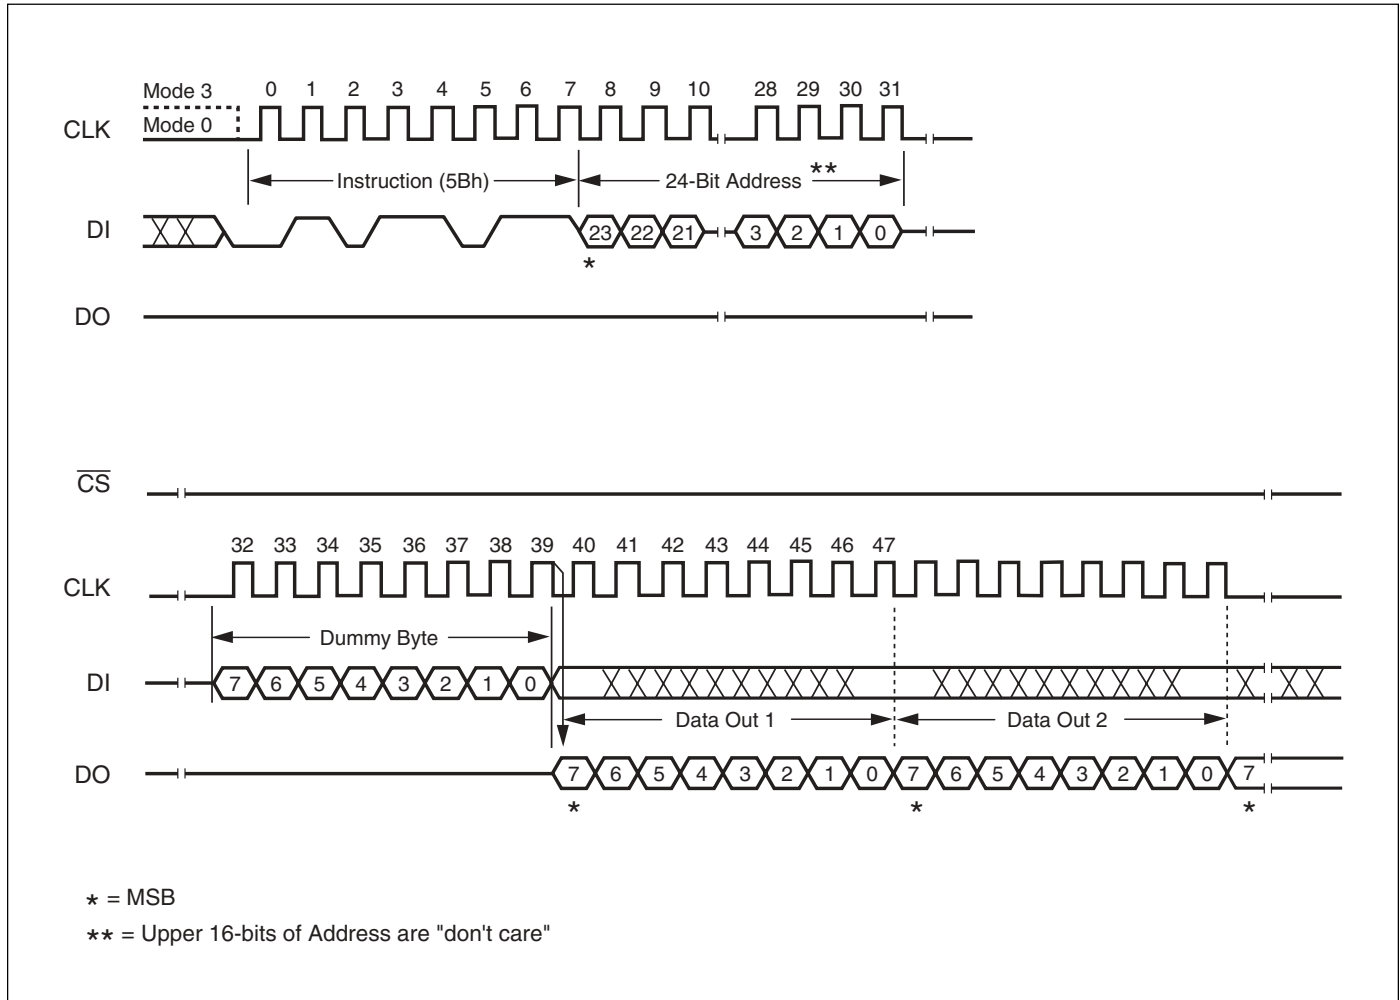 Mode 3
0 1 2 3 4 5 6 7 8 9 10 28 29 30 31
CLK
Mode 0
Instruction (5Bh)
24-Bit Address **
DI
23 22 21 3 2 1 0
*
DO
CS
32 33 34 35 36 37 38 39 40 41 42 43 44 45 46 47
CLK
Dummy Byte
DI
7 6 5 4 3 2 1 0
Data Out 1
Data Out 2
DO
7 6 5 4 3 2 1 0 7 6 5 4 3 2 1 0 7
* * *
* = MSB
** = Upper 16-bits of Address are "don't care"